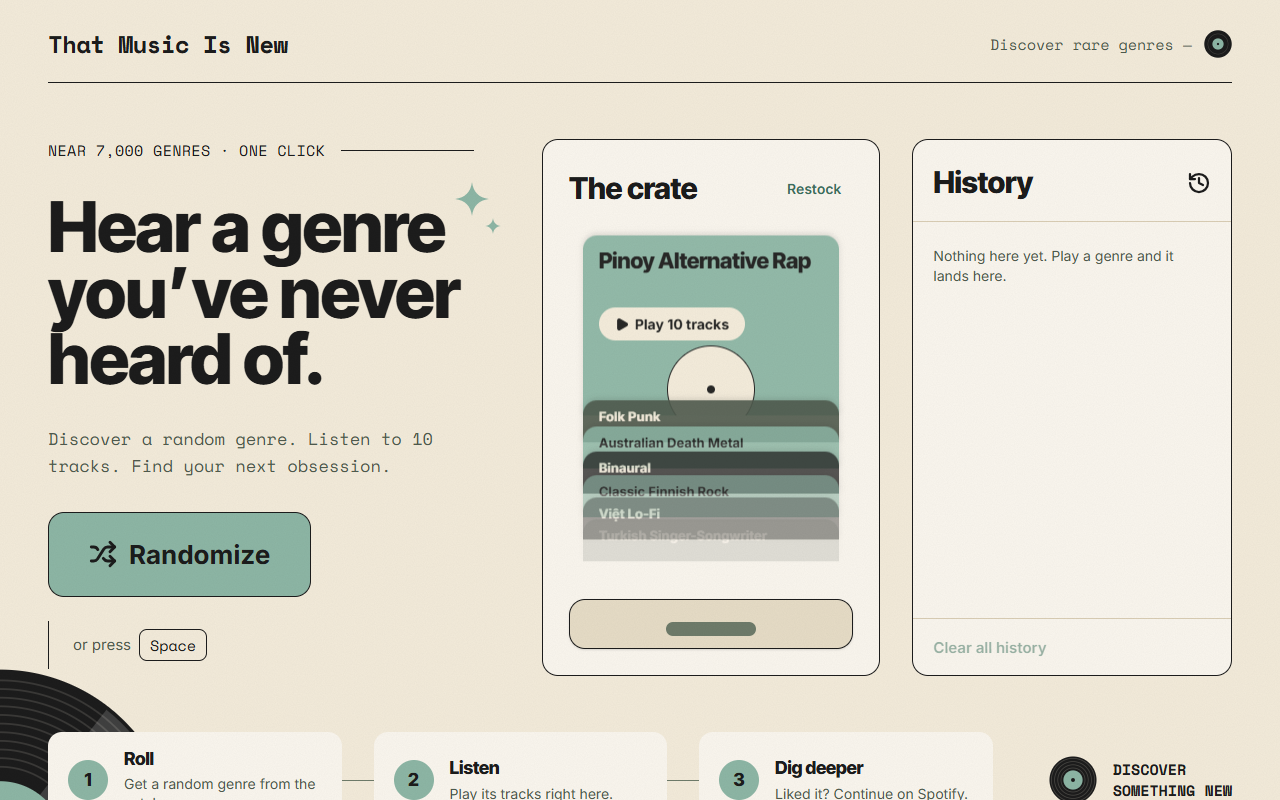 That Music Is New
Discover rare genres —
NEAR 7,000 GENRES · ONE CLICK
Hear a genre
you’ve never
heard of.
Discover a random genre. Listen to 10
tracks. Find your next obsession.
Randomize
or press Space
The crate
Restock
Pinoy Alternative Rap
Play 10 tracks
Folk Punk
Australian Death Metal
Binaural
Classic Finnish Rock
Việt Lo-Fi
Turkish Singer-Songwriter
History
Nothing here yet. Play a genre and it
lands here.
Clear all history
1
Roll
Get a random genre from the
2
Listen
Play its tracks right here.
3
Dig deeper
Liked it? Continue on Spotify.
DISCOVER
SOMETHING NEW